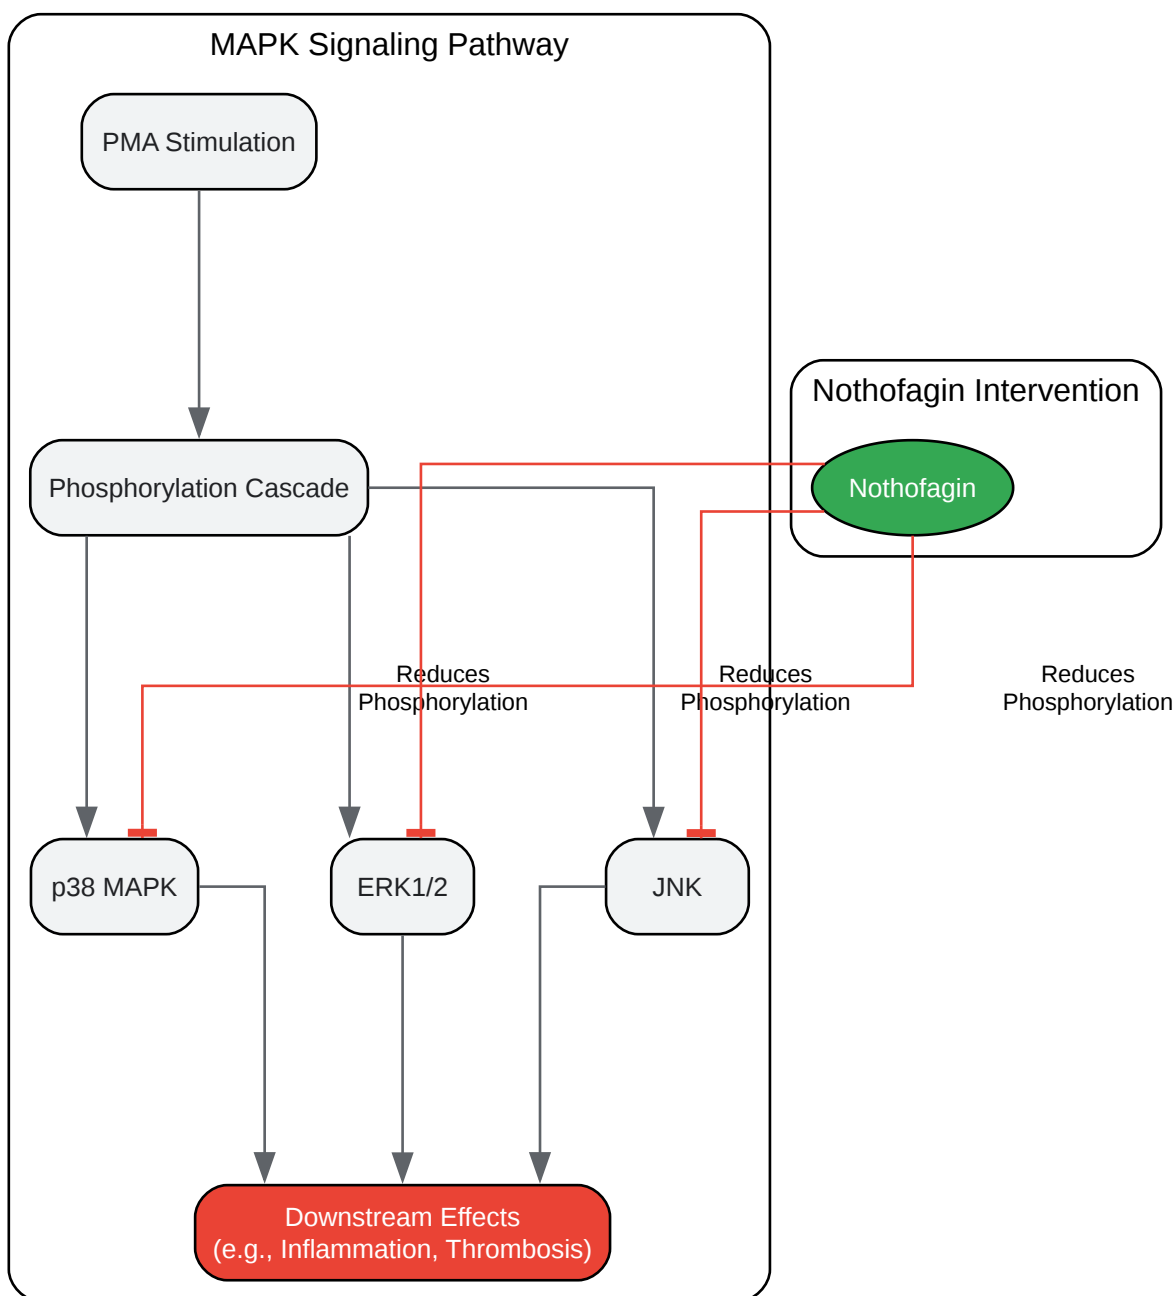 MAPK Signaling Pathway
PMA Stimulation
Nothofagin Intervention
Phosphorylation Cascade
Nothofagin
Reduces
Phosphorylation
Reduces
Phosphorylation
Reduces
Phosphorylation
p38 MAPK
ERK1/2
JNK
Downstream Effects
(e.g., Inflammation, Thrombosis)